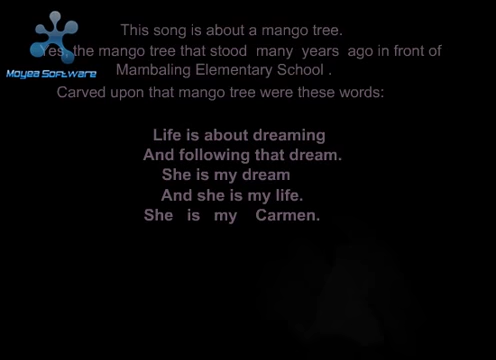 This song is about a mango tree.
Yes, the mango tree that stood many years ago in front of
Mambaling Elementary School .
Carved upon that mango tree were these words:
Life is about dreaming
And following that dream.
She is my dream
And she is my life.
She is my Carmen.
Moyea Software